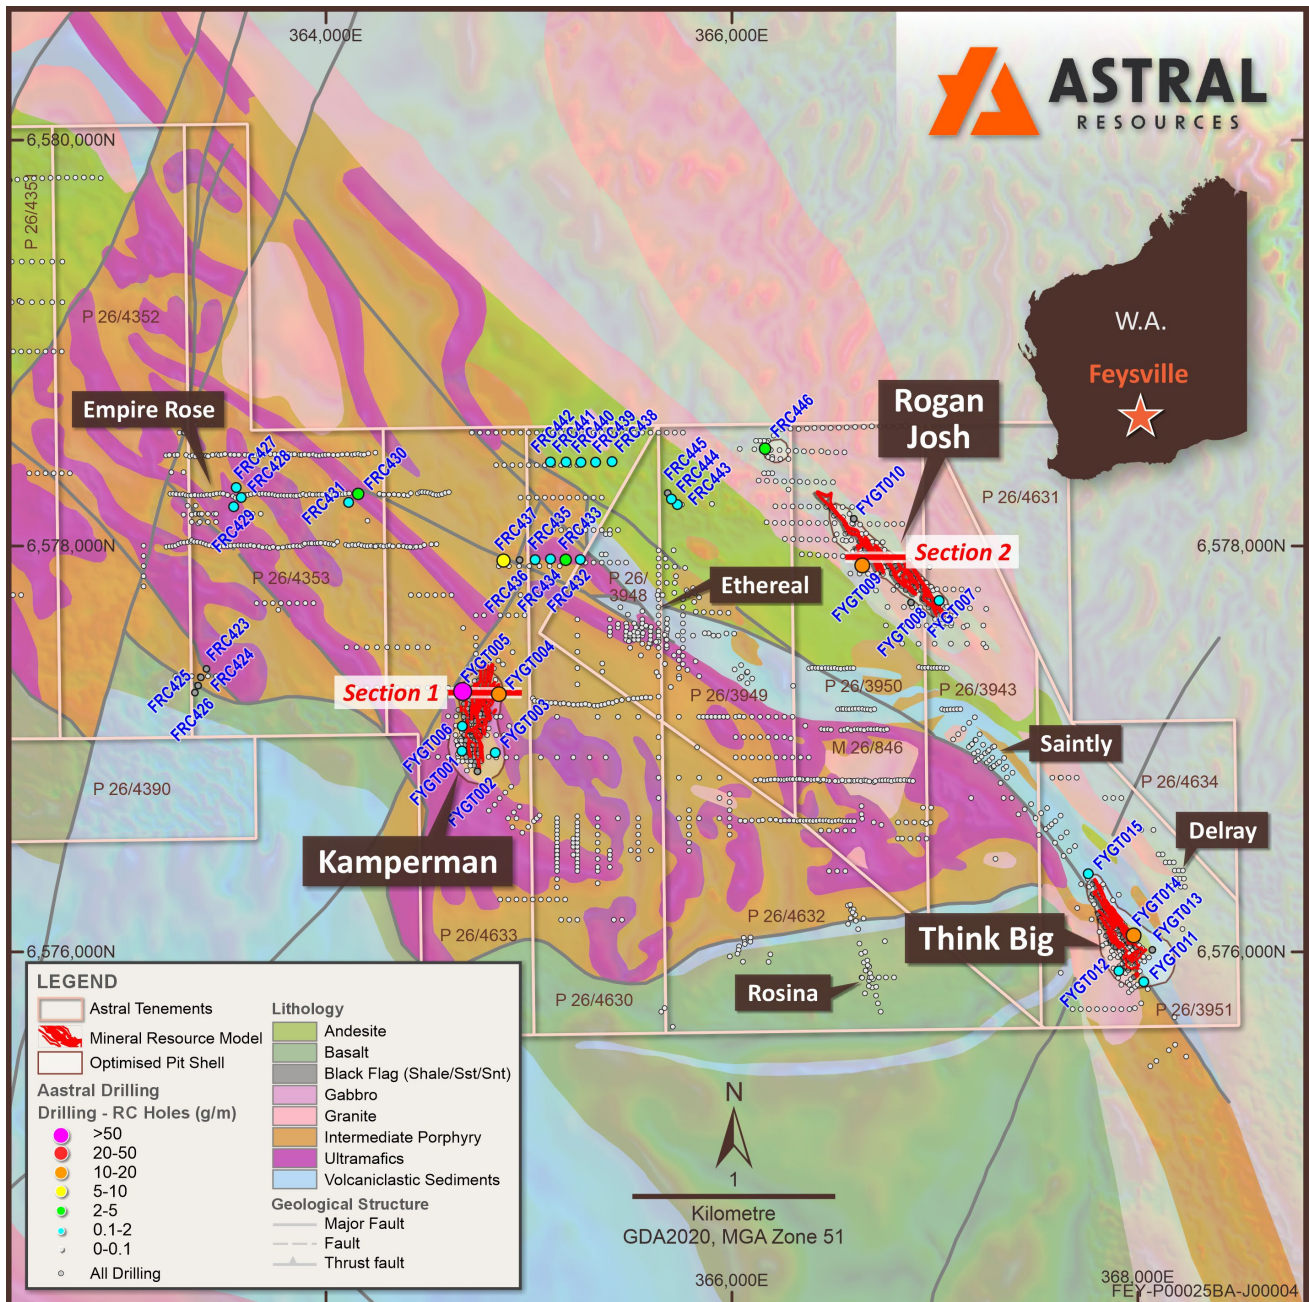 364,000E
366,000E
ASTRAL
RESOURCES
6,580,000N
P 26/4351
W.A.
Feysville
P 26/4352
Empire Rose
Rogan
Josh
FRC446
FRC442
FRC441
FRC440
FRC439
FRC438
FRC427
FRC428
FRC429
FRC430
FRC431
FRC445
FRC444
FRC443
FYGT010
P 26/4631
6,578,000N
6,578,000N
Section 2
FRC437
FRC435
FRC433
FRC436
FRC434
FRC432
P 26/4353
P 26/
3948
Ethereal
FYGT009
FYGT008
FYGT007
FRC423
FRC424
FRC425
FRC426
FYGT005
FYGT004
Section 1
FYGT003
FYGT006
FYGT001
FYGT002
P 26/3949
P 26/3950
P 26/3943
M 26/846
Saintly
P 26/4634
P 26/4390
Kamperman
Delray
FYGT015
FYGT014
FYGT013
FYGT011
FYGT012
P 26/4632
P 26/4633
Think Big
6,576,000N
6,576,000N
Rosina
P 26/4630
P 26/3951
LEGEND
Astral Tenements
Mineral Resource Model
Optimised Pit Shell
Aastral Drilling
Drilling - RC Holes (g/m)
>50
20-50
10-20
5-10
2-5
0.1-2
0-0.1
All Drilling
Lithology
Andesite
Basalt
Black Flag (Shale/Sst/Snt)
Gabbro
Granite
Intermediate Porphyry
Ultramafics
Volcaniclastic Sediments
Geological Structure
Major Fault
Fault
Thrust fault
N
1
Kilometre
GDA2020, MGA Zone 51
366,000E
368,000E
FEY-P00025BA-J00004